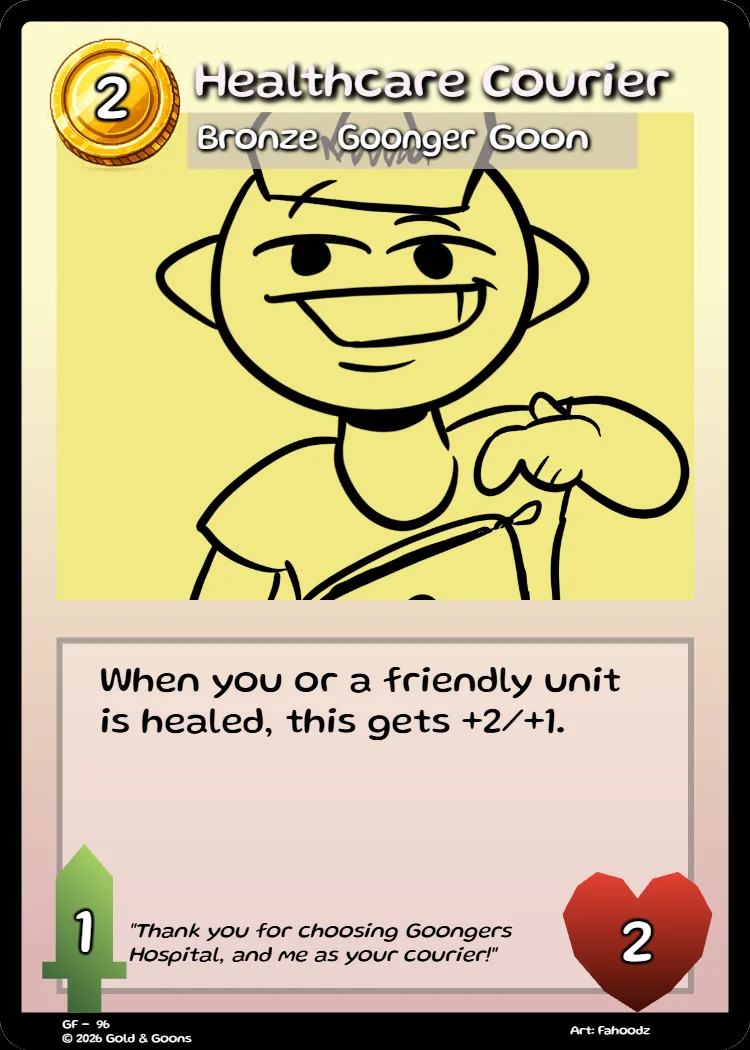 2
Healthcare Courier
Bronze Goonger Goon
When you or a friendly unit
is healed, this gets +2/+1.
1
"Thank you for choosing Goongers
Hospital, and me as your courier!"
2
GF - 96
© 2026 Gold & Goons
Art: Fahoodz